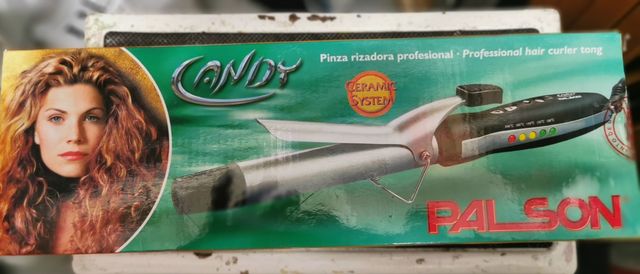 CANDY
Pinza rizadora profesional · Professional hair curler tong
CERAMIC
SYSTEM
PALSON